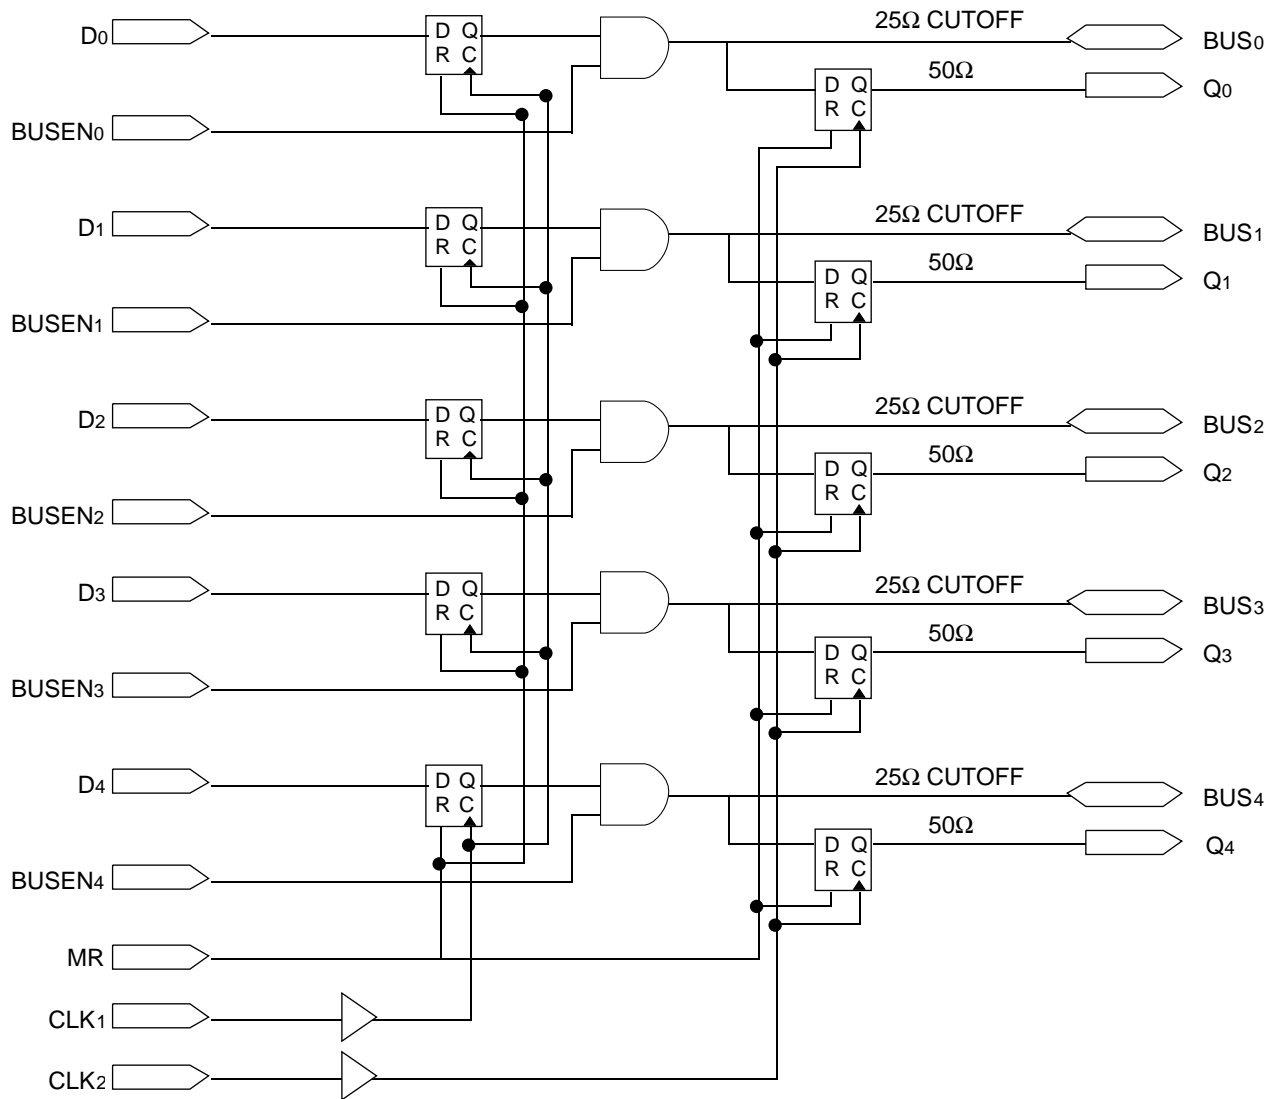 D0 D Q 25Ω CUTOFF BUS0
R C 50Ω Q0
D Q
BUSEN0 R C
D1 D Q 25Ω CUTOFF BUS1
R C 50Ω Q1
D Q
BUSEN1 R C
D2 D Q 25Ω CUTOFF BUS2
R C 50Ω Q2
D Q
BUSEN2 R C
D3 D Q 25Ω CUTOFF BUS3
R C 50Ω Q3
D Q
BUSEN3 R C
D4 D Q 25Ω CUTOFF BUS4
R C 50Ω Q4
D Q
BUSEN4 R C
MR
CLK1
CLK2